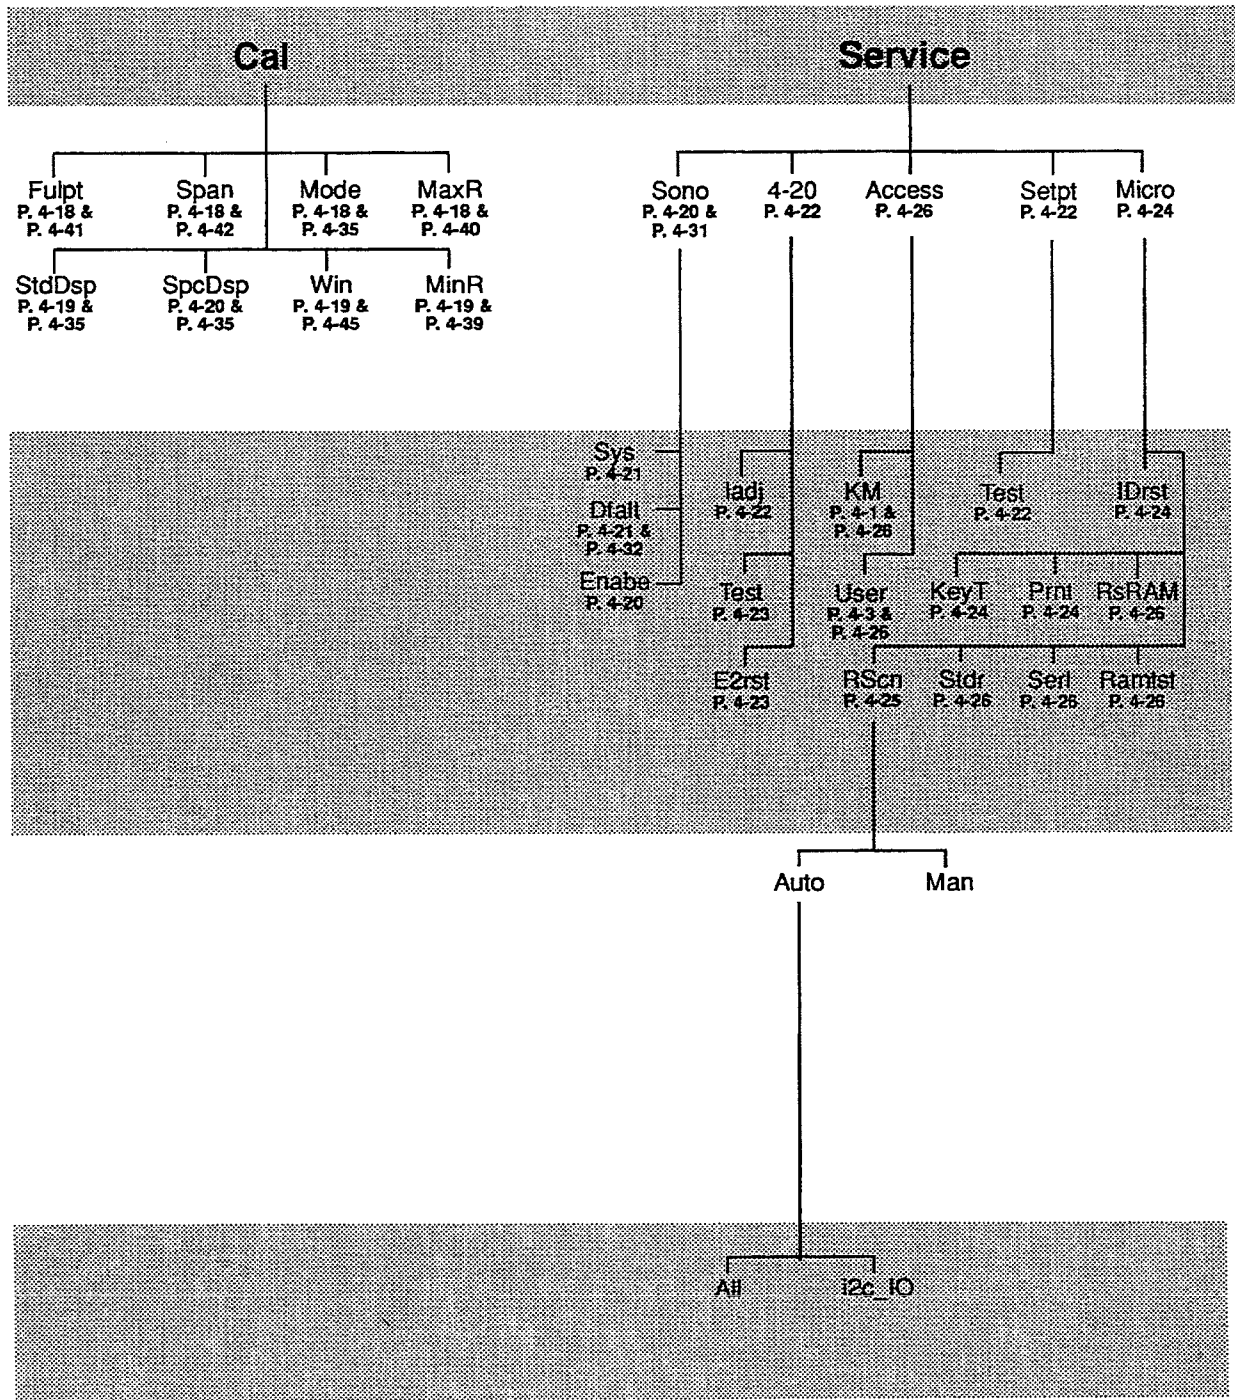 Cal
Service
Fulpt
P. 4-18 &
P. 4-41
Span
P. 4-18 &
P. 4-42
Mode
P. 4-18 &
P. 4-35
MaxR
P. 4-18 &
P. 4-40
StdDsp
P. 4-19 &
P. 4-35
SpcDsp
P. 4-20 &
P. 4-35
Win
P. 4-19 &
P. 4-45
MinR
P. 4-19 &
P. 4-39
Sono
P. 4-20 &
P. 4-31
4-20
P. 4-22
Access
P. 4-26
Setpt
P. 4-22
Micro
P. 4-24
Sys
P. 4-21
Dfalt
P. 4-21 &
P. 4-32
Enabe
P. 4-20
Iadj
P. 4-22
Test
P. 4-23
E2rst
P. 4-23
KM
P. 4-1 &
P. 4-26
User
P. 4-3 &
P. 4-26
Test
P. 4-22
IDrst
P. 4-24
KeyT
P. 4-24
Prnt
P. 4-24
RsRAM
P. 4-26
RScn
P. 4-25
Stdr
P. 4-26
Serl
P. 4-26
Ramtst
P. 4-26
Auto
Man
All
i2c_IO